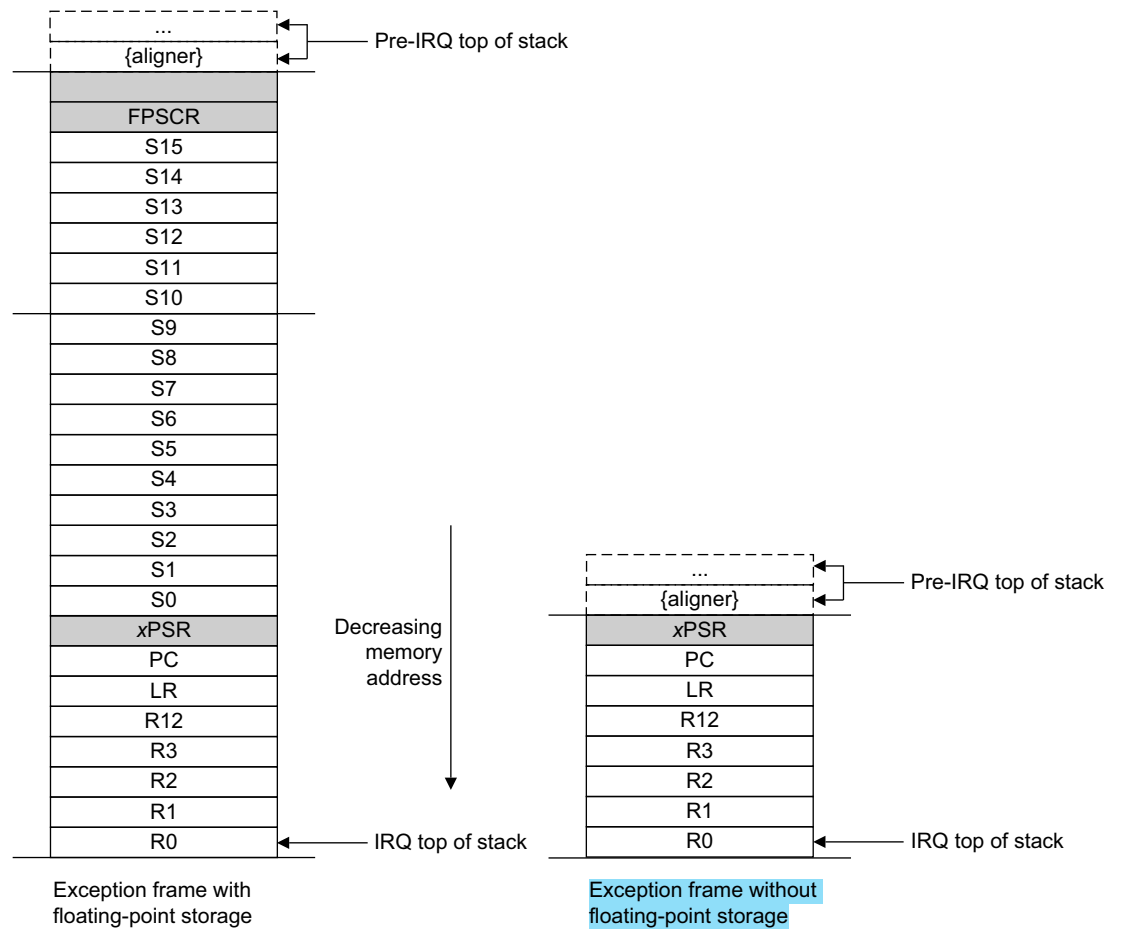 ...
Pre-IRQ top of stack
{aligner}
FPSCR
S15
S14
S13
S12
S11
S10
S9
S8
S7
S6
S5
S4
S3
S2
S1
S0
xPSR
PC
LR
R12
R3
R2
R1
R0
IRQ top of stack
Exception frame with
floating-point storage
Decreasing
memory
address
...
Pre-IRQ top of stack
{aligner}
xPSR
PC
LR
R12
R3
R2
R1
R0
IRQ top of stack
Exception frame without
floating-point storage